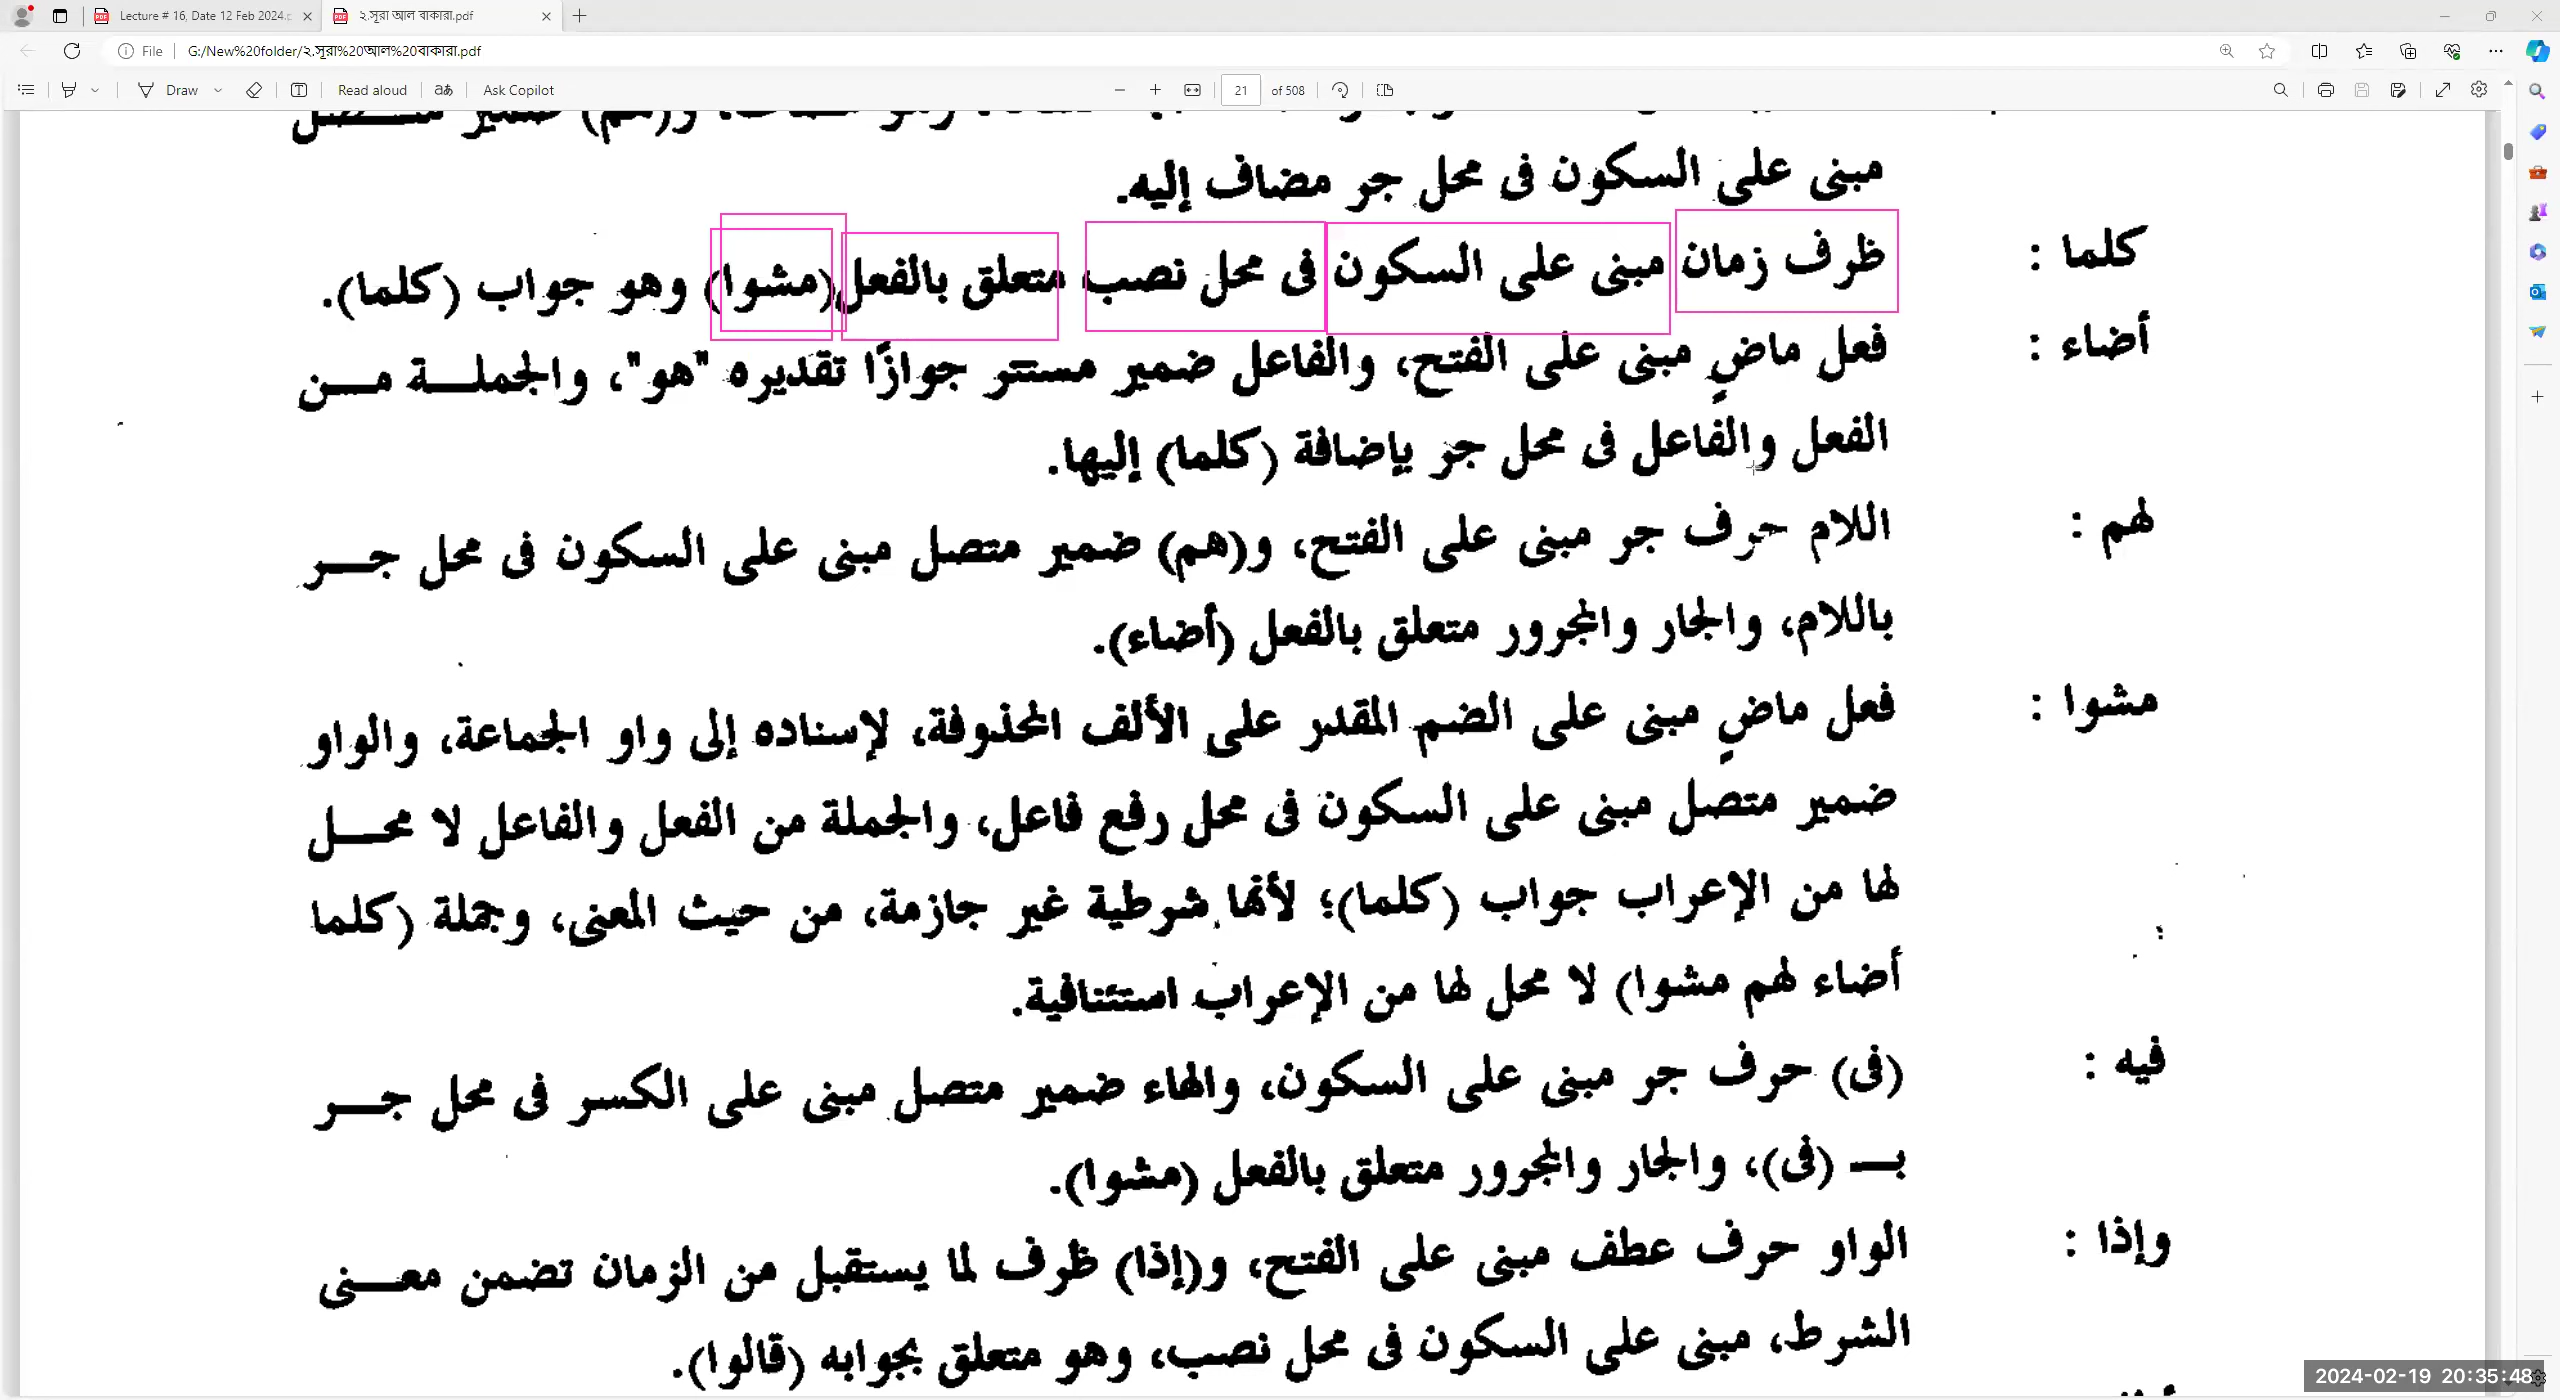 Lecture # 16, Date 12 Feb 2024.
২.সূরা আল বাকারা.pdf
File
G:/New%20folder/২.সূরা%20আল%20বাকারা.pdf
Draw
Read aloud
Ask Copilot
21 of 508
مبنى على السكون فى محل جر مضاف إليه.
كلما : ظرف زمان مبنى على السكون فى محل نصب متعلق بالفعل (مشوا) وهو جواب (كلما).
أضاء : فعل ماضٍ مبنى على الفتح، والفاعل ضمير مستتر جوازًا تقديره "هو"، والجملة من
الفعل والفاعل فى محل جر بإضافة (كلما) إليها.
لهم : اللام حرف جر مبنى على الفتح، و(هم) ضمير متصل مبنى على السكون فى محل جر
باللام، والجار والمجرور متعلق بالفعل (أضاء).
مشوا : فعل ماضٍ مبنى على الضم المقدر على الألف المحذوفة، لإسناده إلى واو الجماعة، والواو
ضمير متصل مبنى على السكون فى محل رفع فاعل، والجملة من الفعل والفاعل لا محل
لها من الإعراب جواب (كلما)؛ لأنها شرطية غير جازمة، من حيث المعنى، وجملة (كلما
أضاء لهم مشوا) لا محل لها من الإعراب استئنافية.
فيه : (فى) حرف جر مبنى على السكون، والهاء ضمير متصل مبنى على الكسر فى محل جر
بـ (فى)، والجار والمجرور متعلق بالفعل (مشوا).
وإذا : الواو حرف عطف مبنى على الفتح، و(إذا) ظرف لما يستقبل من الزمان تضمن معنى
الشرط، مبنى على السكون فى محل نصب، وهو متعلق بجوابه (قالوا).
2024-02-19 20:35:48